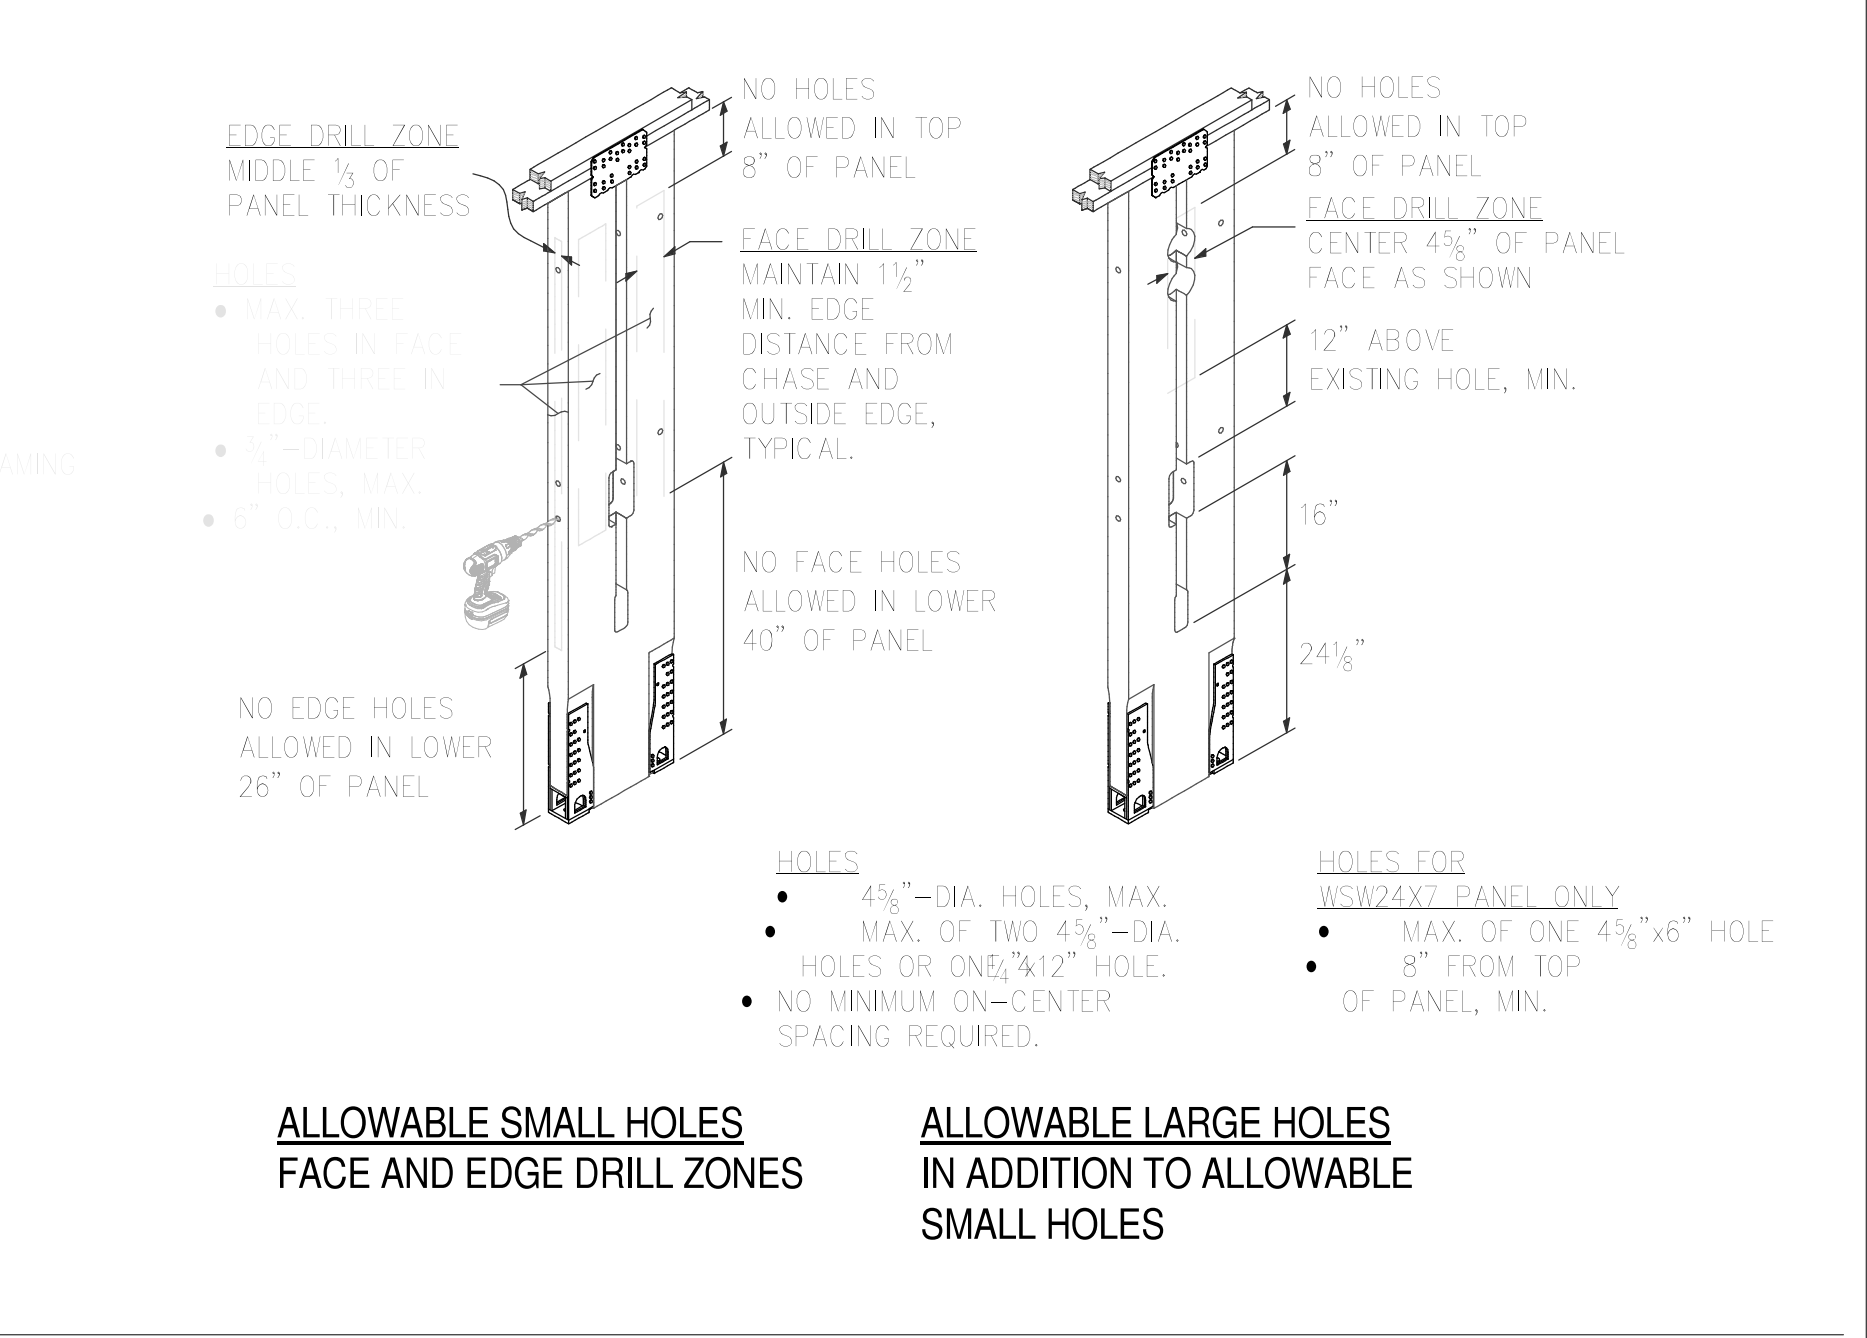 EDGE DRILL ZONE
MIDDLE ⅓ OF
PANEL THICKNESS
HOLES
● MAX. THREE
HOLES IN FACE
AND THREE IN
EDGE.
● ¾"–DIAMETER
HOLES, MAX.
● 6" O.C., MIN.
AMING
NO EDGE HOLES
ALLOWED IN LOWER
26" OF PANEL
NO HOLES
ALLOWED IN TOP
8" OF PANEL
FACE DRILL ZONE
MAINTAIN 1½"
MIN. EDGE
DISTANCE FROM
CHASE AND
OUTSIDE EDGE,
TYPICAL.
NO FACE HOLES
ALLOWED IN LOWER
40" OF PANEL
NO HOLES
ALLOWED IN TOP
8" OF PANEL
FACE DRILL ZONE
CENTER 4⅝" OF PANEL
FACE AS SHOWN
12" ABOVE
EXISTING HOLE, MIN.
16"
24⅛"
HOLES
● 4⅝"–DIA. HOLES, MAX.
● MAX. OF TWO 4⅝"–DIA.
HOLES OR ONE 4¼"x12" HOLE.
● NO MINIMUM ON–CENTER
SPACING REQUIRED.
HOLES FOR
WSW24X7 PANEL ONLY
● MAX. OF ONE 4⅝"x6" HOLE
● 8" FROM TOP
OF PANEL, MIN.
ALLOWABLE SMALL HOLES
FACE AND EDGE DRILL ZONES
ALLOWABLE LARGE HOLES
IN ADDITION TO ALLOWABLE
SMALL HOLES